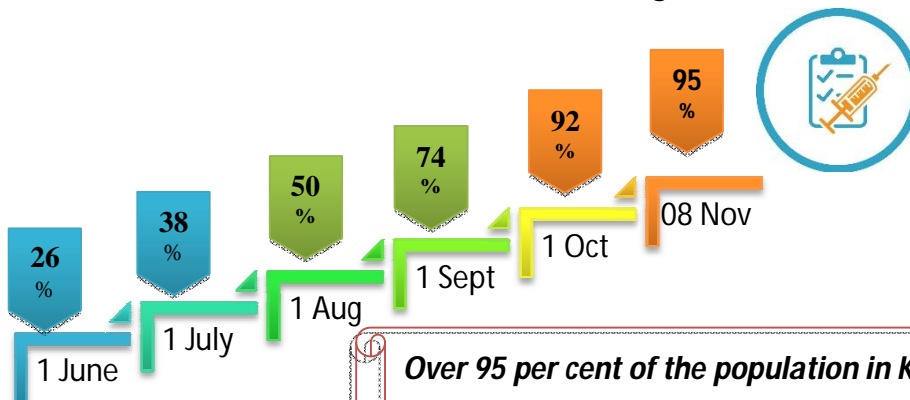 95
%
92
%
74
%
50
%
38
%
26
%
08 Nov
1 Oct
1 Sept
1 Aug
1 July
1 June
Over 95 per cent of the population in